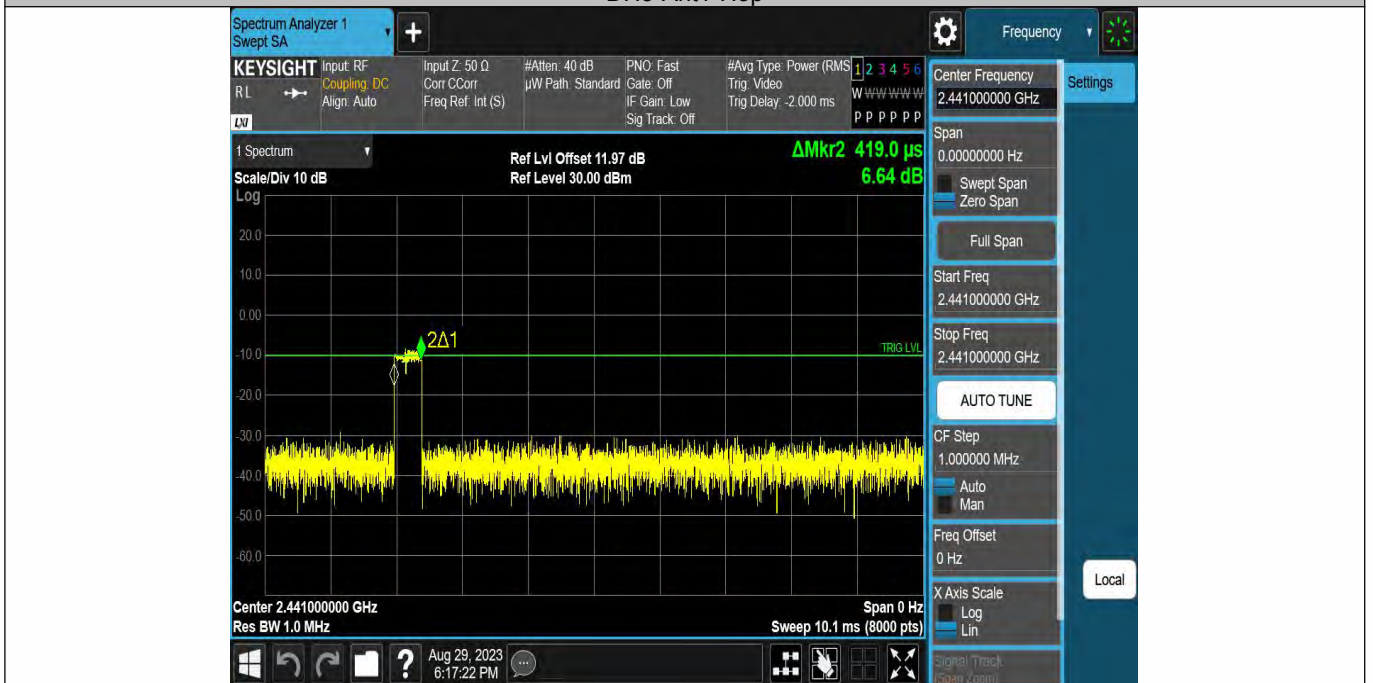 Spectrum Analyzer 1
Swept SA
+
Frequency
KEYSIGHT
RL
LXI
Input: RF
Coupling: DC
Align: Auto
Input Z: 50 Ω
Corr CCorr
Freq Ref: Int (S)
#Atten: 40 dB
µW Path: Standard
PNO: Fast
Gate: Off
IF Gain: Low
Sig Track: Off
#Avg Type: Power (RMS
Trig: Video
Trig Delay: -2.000 ms
1 2 3 4 5 6
W W W W W W
P P P P P P
1 Spectrum
Scale/Div 10 dB
Log
Ref Lvl Offset 11.97 dB
Ref Level 30.00 dBm
ΔMkr2 419.0 µs
6.64 dB
20.0
10.0
0.00
-10.0
-20.0
-30.0
-40.0
-50.0
-60.0
2Δ1
TRIG LVL
Center 2.441000000 GHz
Res BW 1.0 MHz
Span 0 Hz
Sweep 10.1 ms (8000 pts)
Aug 29, 2023
6:17:22 PM
?
Center Frequency
2.441000000 GHz
Settings
Span
0.00000000 Hz
Swept Span
Zero Span
Full Span
Start Freq
2.441000000 GHz
Stop Freq
2.441000000 GHz
AUTO TUNE
CF Step
1.000000 MHz
Auto
Man
Freq Offset
0 Hz
X Axis Scale
Log
Lin
Signal Track
(Span Zoom)
Local